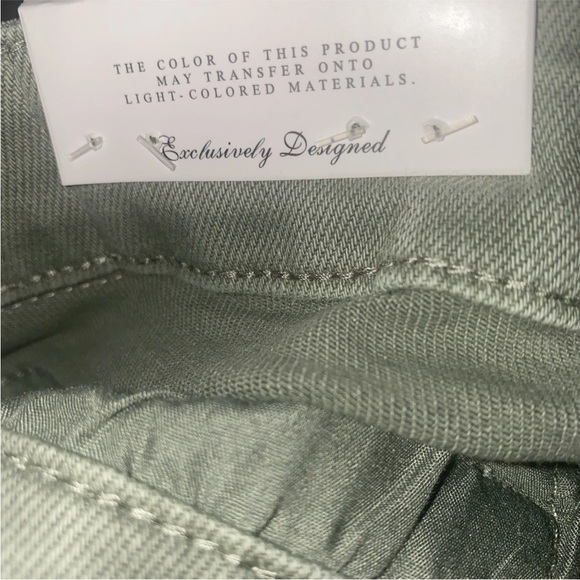 THE COLOR OF THIS PRODUCT
MAY TRANSFER ONTO
LIGHT-COLORED MATERIALS.
Exclusively Designed